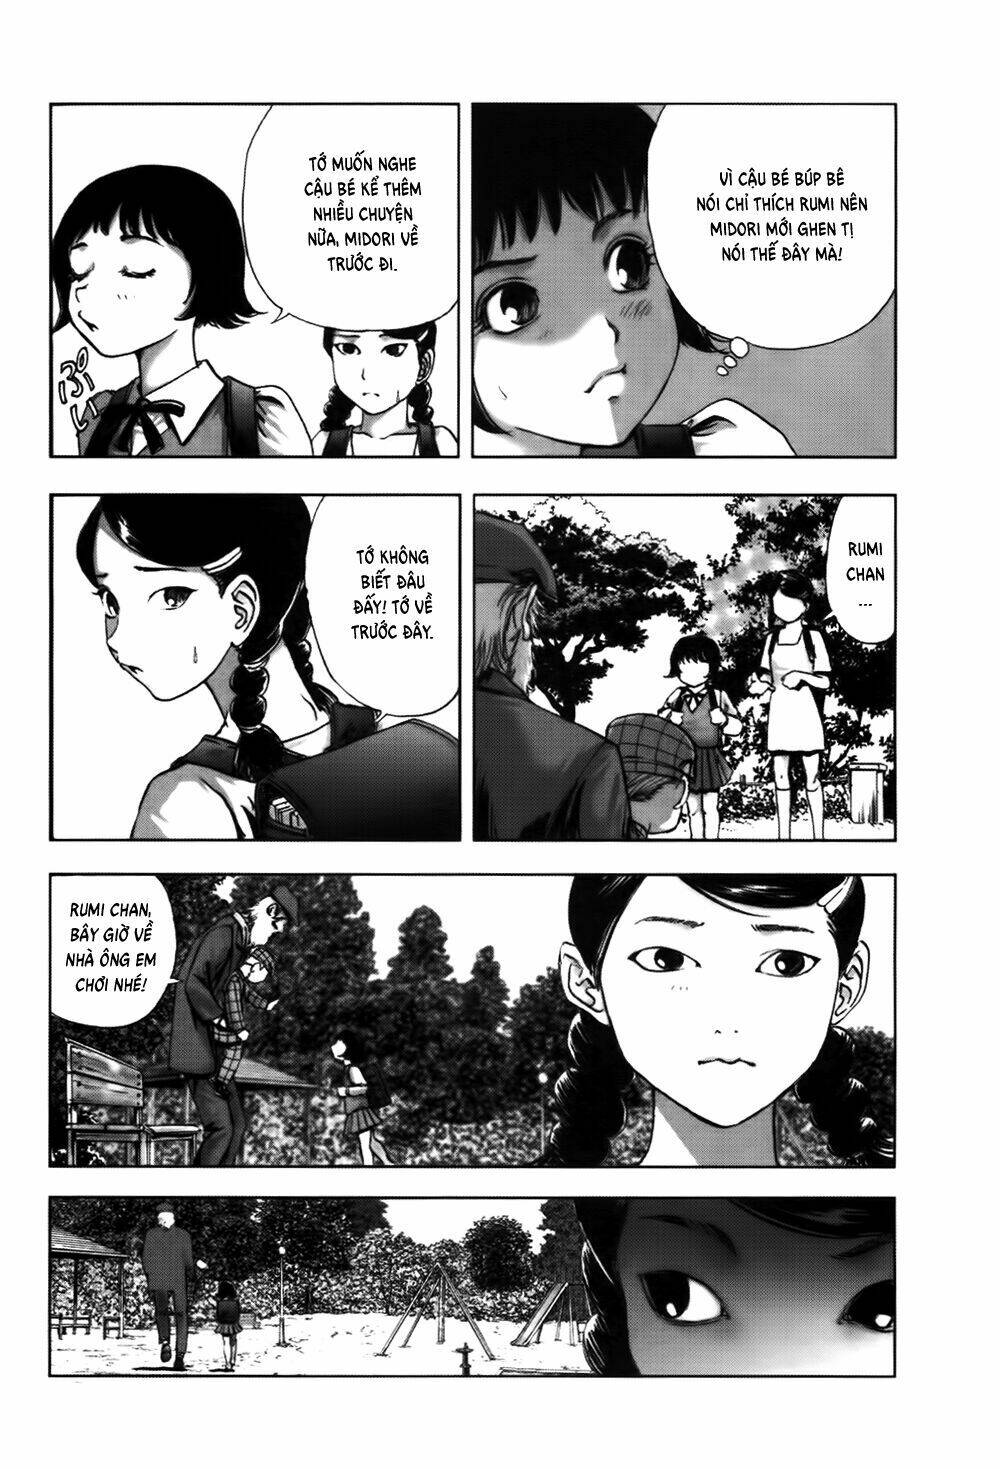 VÌ CẬU BÉ BÚP BÊ
NÓI CHỈ THÍCH RUMI NÊN
MIDORI MỚI GHEN TỊ
NÓI THẾ ĐÂY MÀ!
TỚ MUỐN NGHE
CẬU BÉ KỂ THÊM
NHIỀU CHUYỆN
NỮA, MIDORI VỀ
TRƯỚC ĐI.
ぷい
RUMI
CHAN
...
TỚ KHÔNG
BIẾT ĐÂU
ĐẤY! TỚ VỀ
TRƯỚC ĐÂY.
RUMI CHAN,
BÂY GIỜ VỀ
NHÀ ÔNG EM
CHƠI NHÉ!